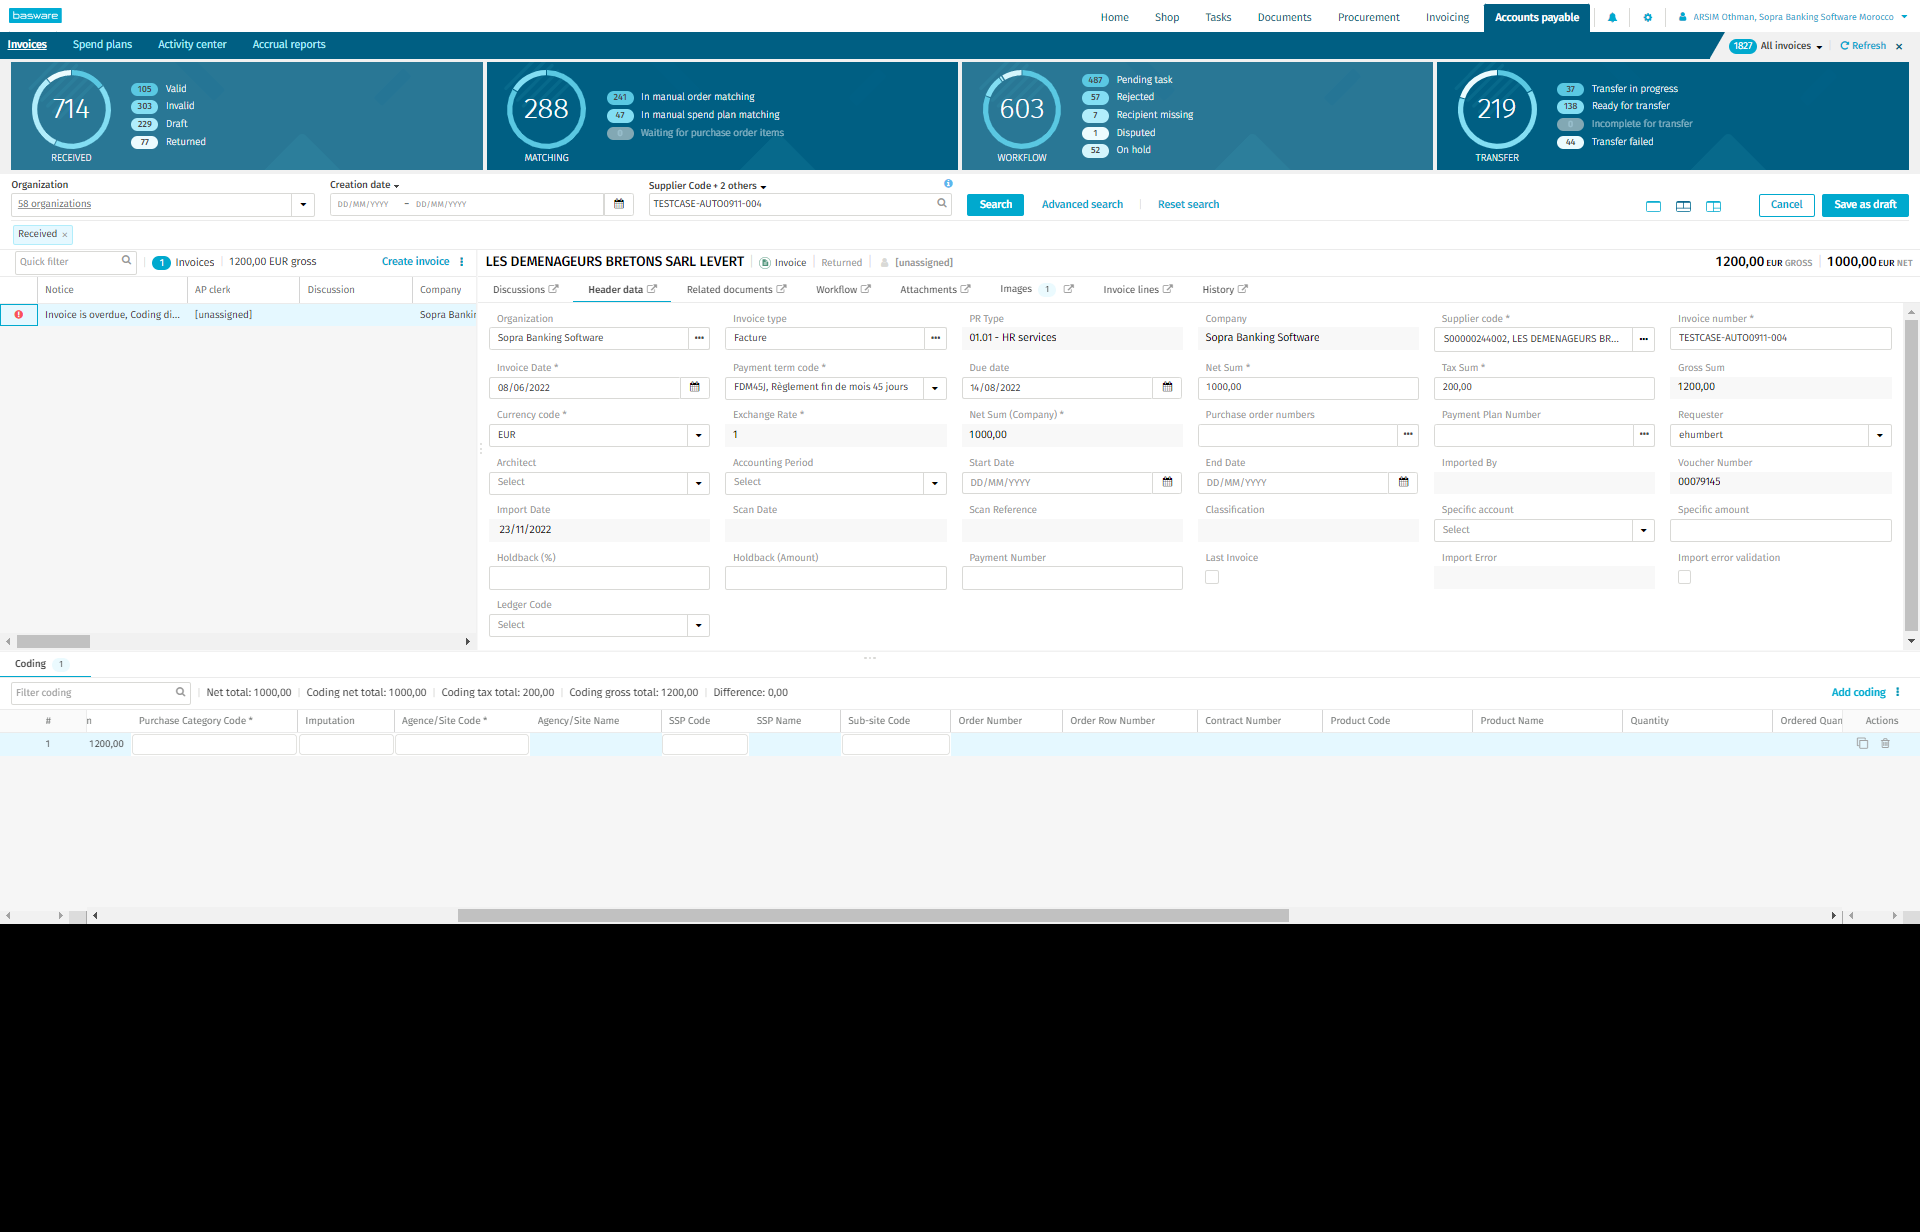 basware
Home Shop Tasks Documents Procurement Invoicing Accounts payable ARSIM Othman, Sopra Banking Software Morocco
Invoices Spend plans Activity center Accrual reports 1827 All invoices Refresh ×
714 RECEIVED
105 Valid
303 Invalid
229 Draft
77 Returned
288 MATCHING
241 In manual order matching
47 In manual spend plan matching
0 Waiting for purchase order items
603 WORKFLOW
487 Pending task
57 Rejected
7 Recipient missing
1 Disputed
52 On hold
219 TRANSFER
37 Transfer in progress
138 Ready for transfer
0 Incomplete for transfer
44 Transfer failed
Organization Creation date Supplier Code + 2 others
58 organizations DD/MM/YYYY – DD/MM/YYYY TESTCASE-AUTO0911-004 Search Advanced search Reset search Cancel Save as draft
Received ×
Quick filter 1 Invoices 1200,00 EUR gross Create invoice
Notice AP clerk Discussion Company
Invoice is overdue, Coding di... [unassigned] Sopra Bankin
LES DEMENAGEURS BRETONS SARL LEVERT Invoice Returned [unassigned] 1200,00 EUR GROSS 1000,00 EUR NET
Discussions Header data Related documents Workflow Attachments Images 1 Invoice lines History
Organization Invoice type PR Type Company Supplier code * Invoice number *
Sopra Banking Software Facture 01.01 - HR services Sopra Banking Software S00000244002, LES DEMENAGEURS BR... TESTCASE-AUTO0911-004
Invoice Date * Payment term code * Due date Net Sum * Tax Sum * Gross Sum
08/06/2022 FDM45J, Règlement fin de mois 45 jours 14/08/2022 1000,00 200,00 1200,00
Currency code * Exchange Rate * Net Sum (Company) * Purchase order numbers Payment Plan Number Requester
EUR 1 1000,00 ehumbert
Architect Accounting Period Start Date End Date Imported By Voucher Number
Select Select DD/MM/YYYY DD/MM/YYYY 00079145
Import Date Scan Date Scan Reference Classification Specific account Specific amount
23/11/2022 Select
Holdback (%) Holdback (Amount) Payment Number Last Invoice Import Error Import error validation
Ledger Code
Select
Coding 1
Filter coding Net total: 1000,00 Coding net total: 1000,00 Coding tax total: 200,00 Coding gross total: 1200,00 Difference: 0,00 Add coding
# n Purchase Category Code * Imputation Agence/Site Code * Agency/Site Name SSP Code SSP Name Sub-site Code Order Number Order Row Number Contract Number Product Code Product Name Quantity Ordered Quan Actions
1 1200,00